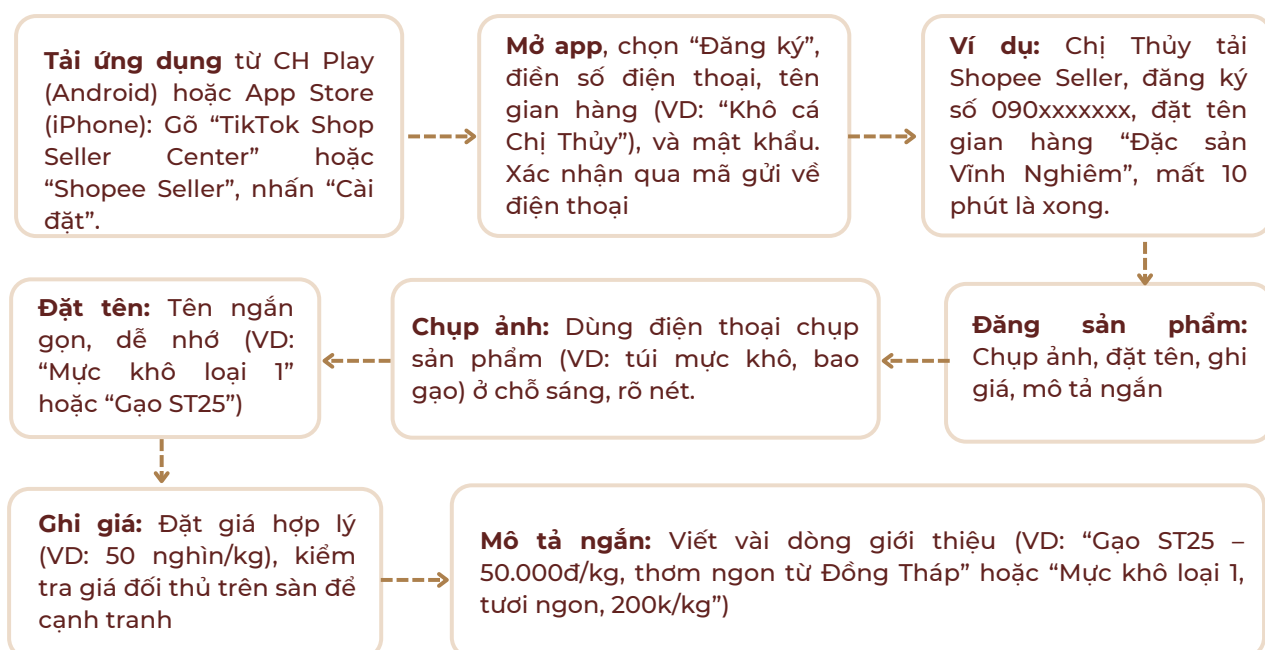 Tải ứng dụng từ CH Play
(Android) hoặc App Store
(iPhone): Gõ “TikTok Shop
Seller Center” hoặc
“Shopee Seller”, nhấn “Cài
đặt”.
Mở app, chọn “Đăng ký”,
điền số điện thoại, tên
gian hàng (VD: “Khô cá
Chị Thủy”), và mật khẩu.
Xác nhận qua mã gửi về
điện thoại
Ví dụ: Chị Thủy tải
Shopee Seller, đăng ký
số 090xxxxxxx, đặt tên
gian hàng “Đặc sản
Vĩnh Nghiêm”, mất 10
phút là xong.
Đăng sản phẩm:
Chụp ảnh, đặt tên, ghi
giá, mô tả ngắn
Chụp ảnh: Dùng điện thoại chụp
sản phẩm (VD: túi mực khô, bao
gạo) ở chỗ sáng, rõ nét.
Đặt tên: Tên ngắn
gọn, dễ nhớ (VD:
“Mực khô loại 1”
hoặc “Gạo ST25”)
Ghi giá: Đặt giá hợp lý
(VD: 50 nghìn/kg), kiểm
tra giá đối thủ trên sàn để
cạnh tranh
Mô tả ngắn: Viết vài dòng giới thiệu (VD: “Gạo ST25 –
50.000đ/kg, thơm ngon từ Đồng Tháp” hoặc “Mực khô loại 1,
tươi ngon, 200k/kg”)